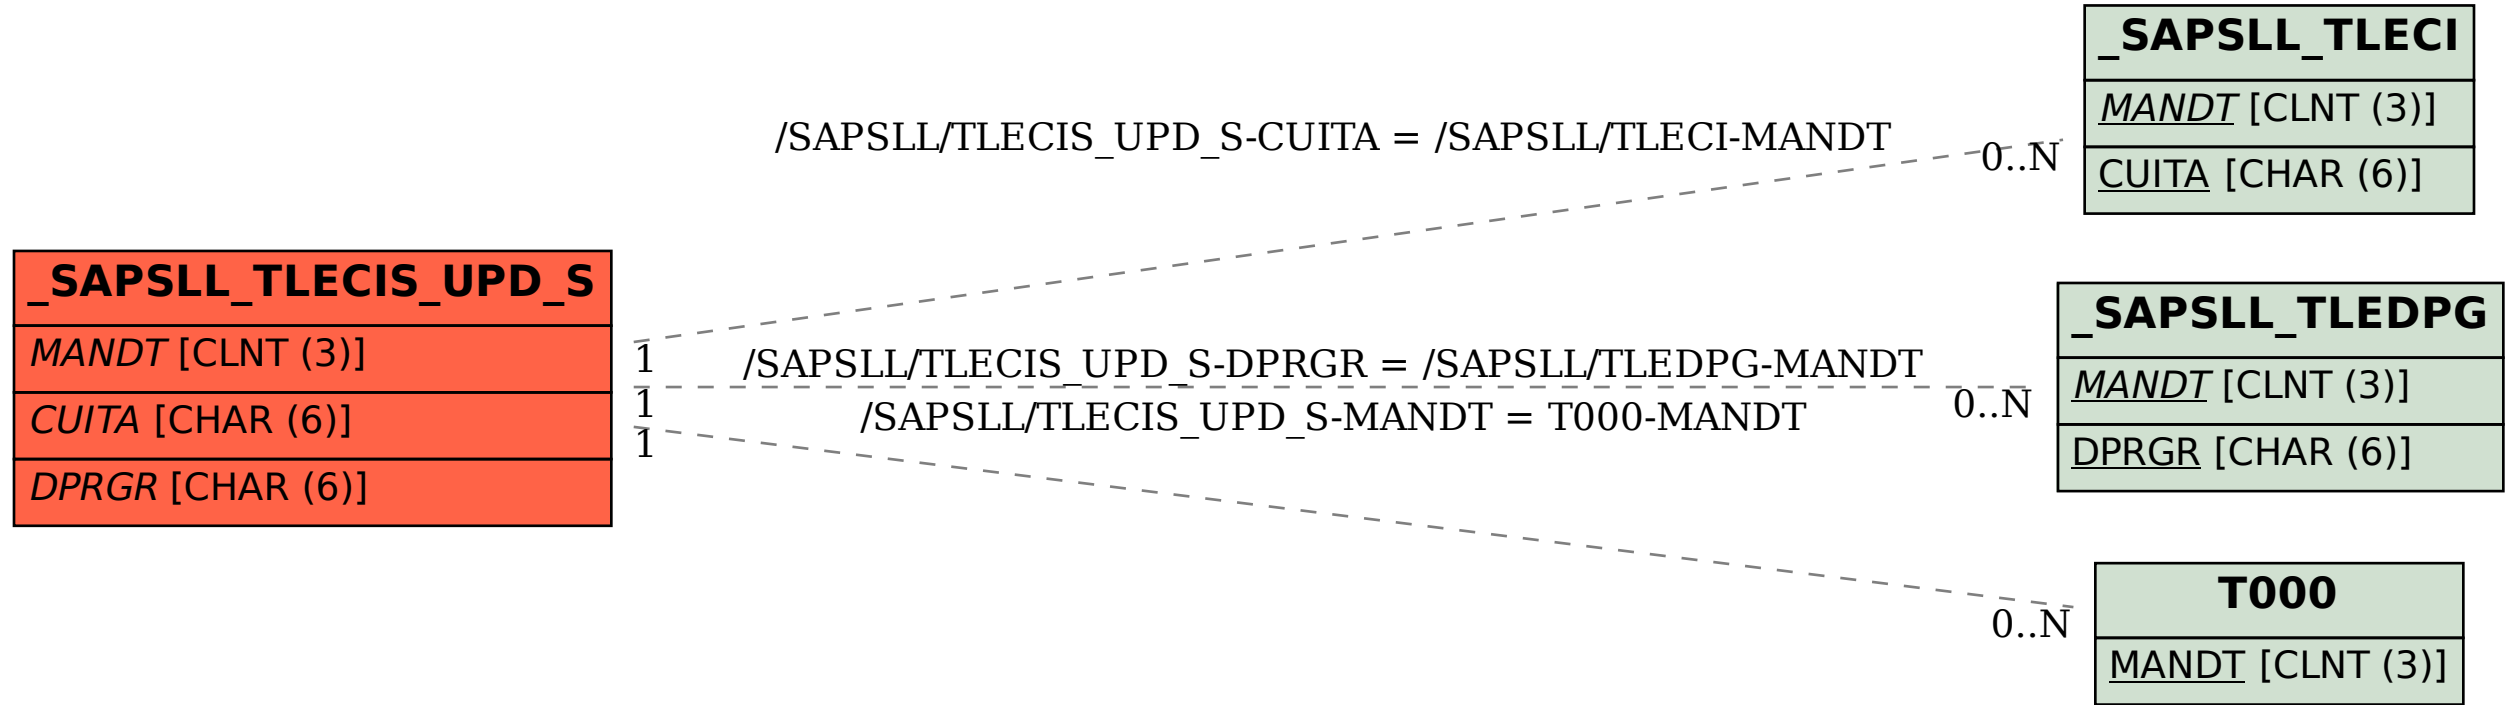 _SAPSLL_TLECIS_UPD_S
MANDT [CLNT (3)]
CUITA [CHAR (6)]
DPRGR [CHAR (6)]
/SAPSLL/TLECIS_UPD_S-CUITA = /SAPSLL/TLECI-MANDT
1
0..N
/SAPSLL/TLECIS_UPD_S-DPRGR = /SAPSLL/TLEDPG-MANDT
1
0..N
/SAPSLL/TLECIS_UPD_S-MANDT = T000-MANDT
1
0..N
_SAPSLL_TLECI
MANDT [CLNT (3)]
CUITA [CHAR (6)]
_SAPSLL_TLEDPG
MANDT [CLNT (3)]
DPRGR [CHAR (6)]
T000
MANDT [CLNT (3)]